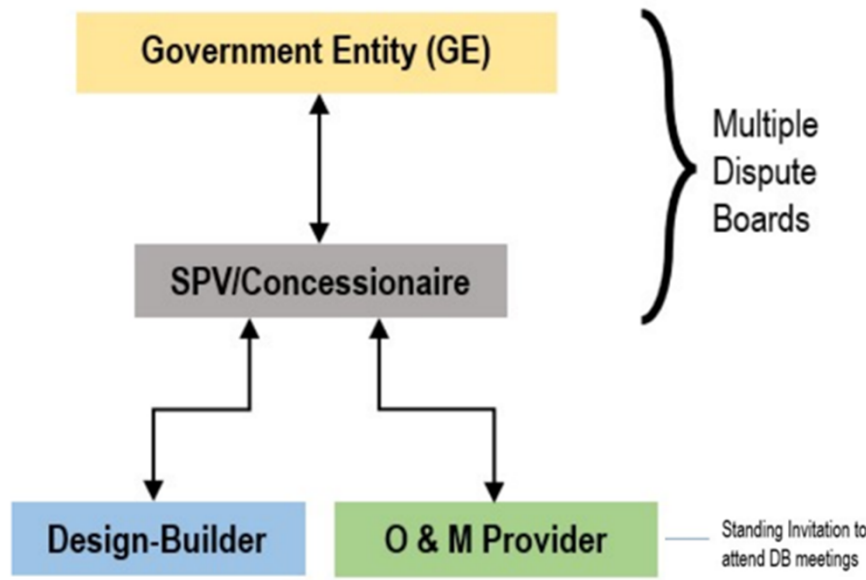 Government Entity (GE)
Multiple
Dispute
Boards
SPV/Concessionaire
Design-Builder
O & M Provider
Standing Invitation to
attend DB meetings